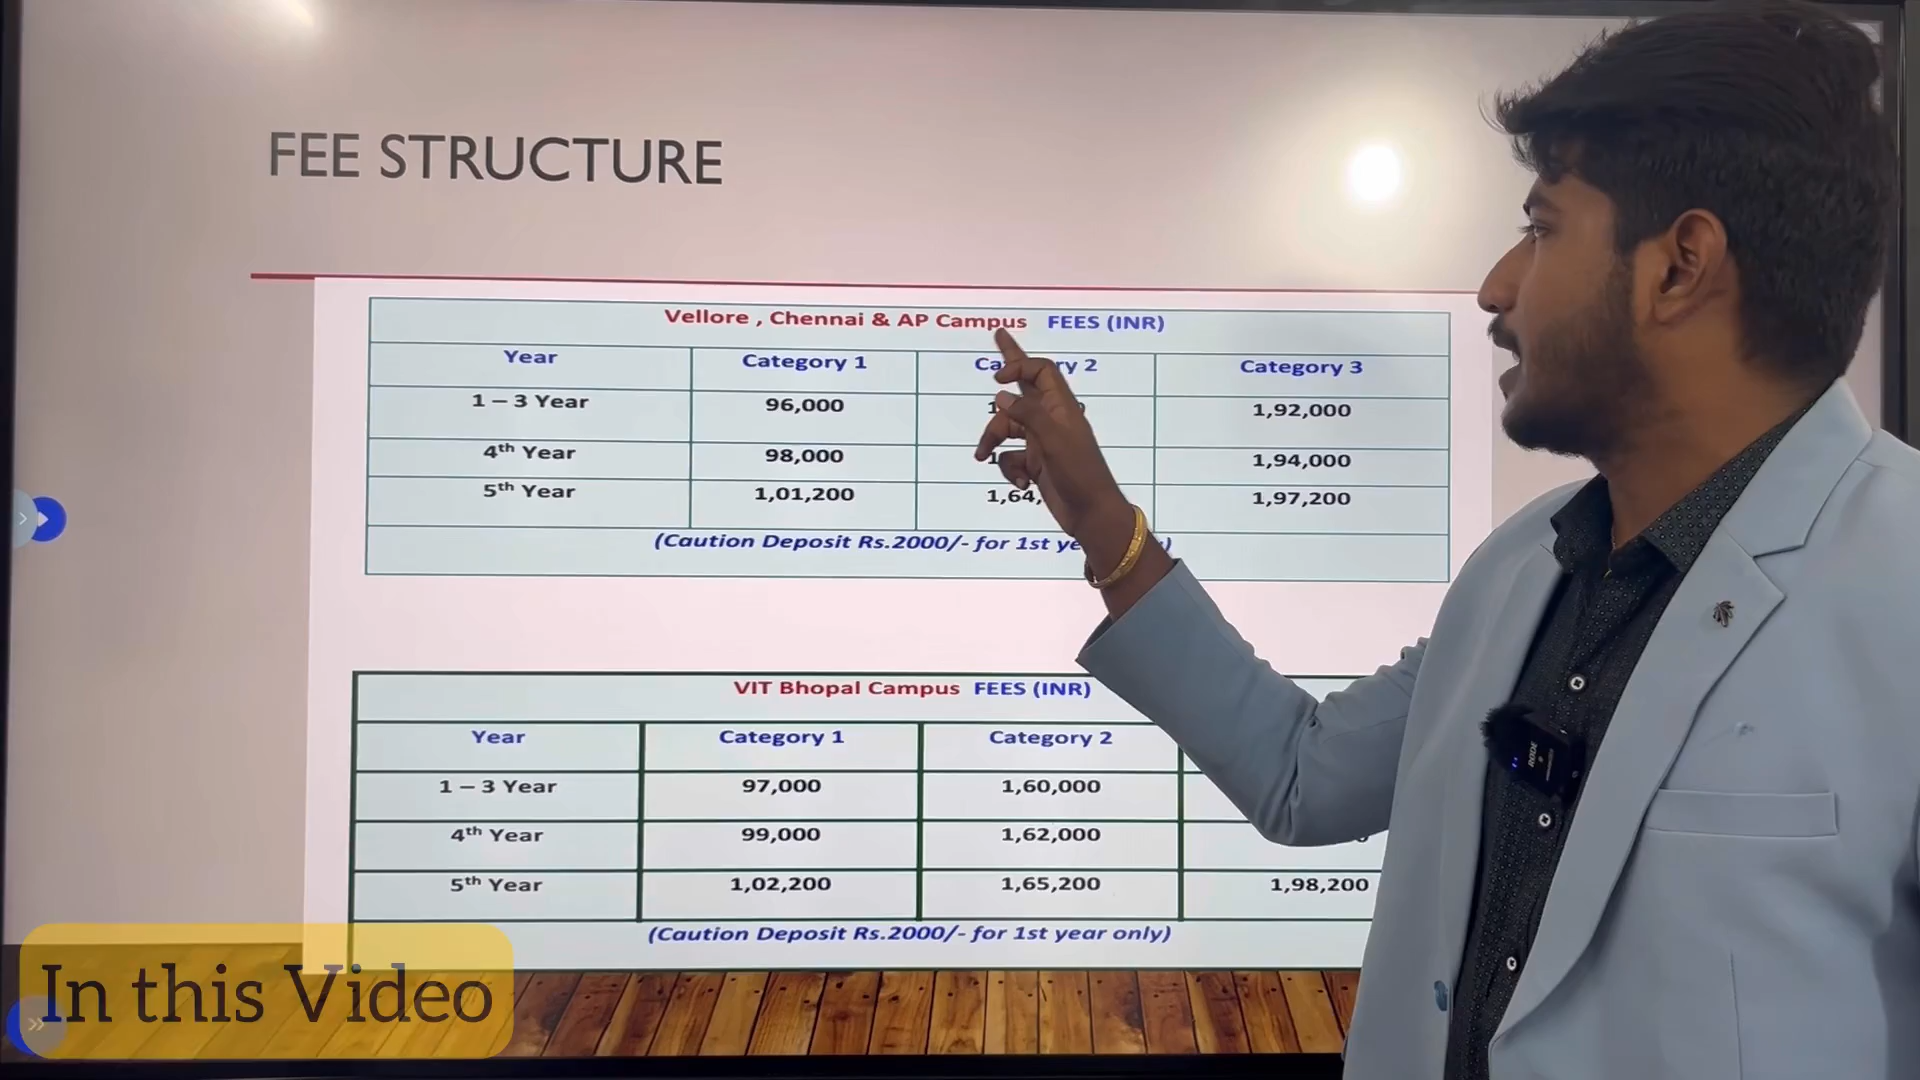 FEE STRUCTURE
Vellore , Chennai & AP Campus FEES (INR)
Year Category 1 Category 3
1 – 3 Year 96,000 1,92,000
4th Year 98,000 1,94,000
5th Year 1,01,200 1,97,200
(Caution Deposit Rs.2000/- for 1st
VIT Bhopal Campus FEES (INR)
Year Category 1 Category 2
1 – 3 Year 97,000 1,60,000
4th Year 99,000 1,62,000
5th Year 1,02,200 1,65,200 1,98,200
(Caution Deposit Rs.2000/- for 1st year only)
RØDE
In this Video